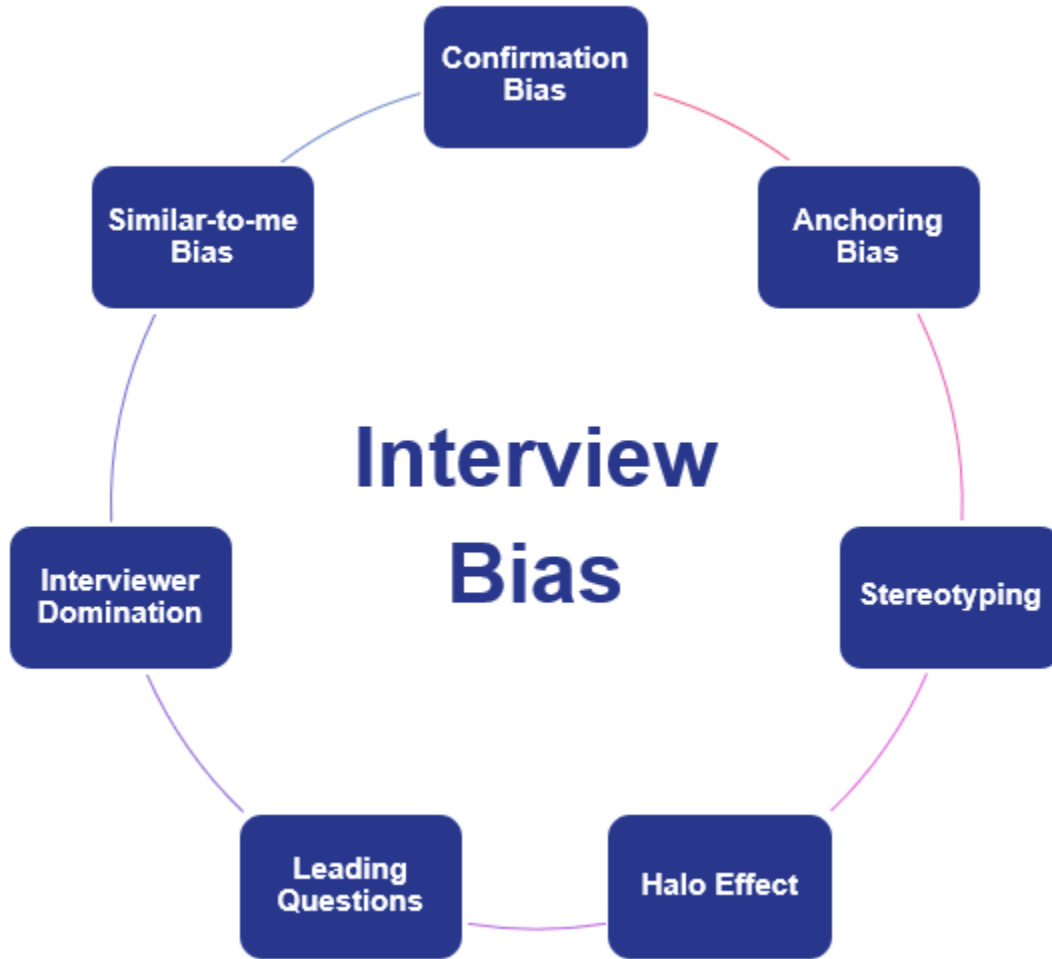 Confirmation
Bias
Anchoring
Bias
Stereotyping
Halo Effect
Leading
Questions
Interviewer
Domination
Similar-to-me
Bias
Interview
Bias